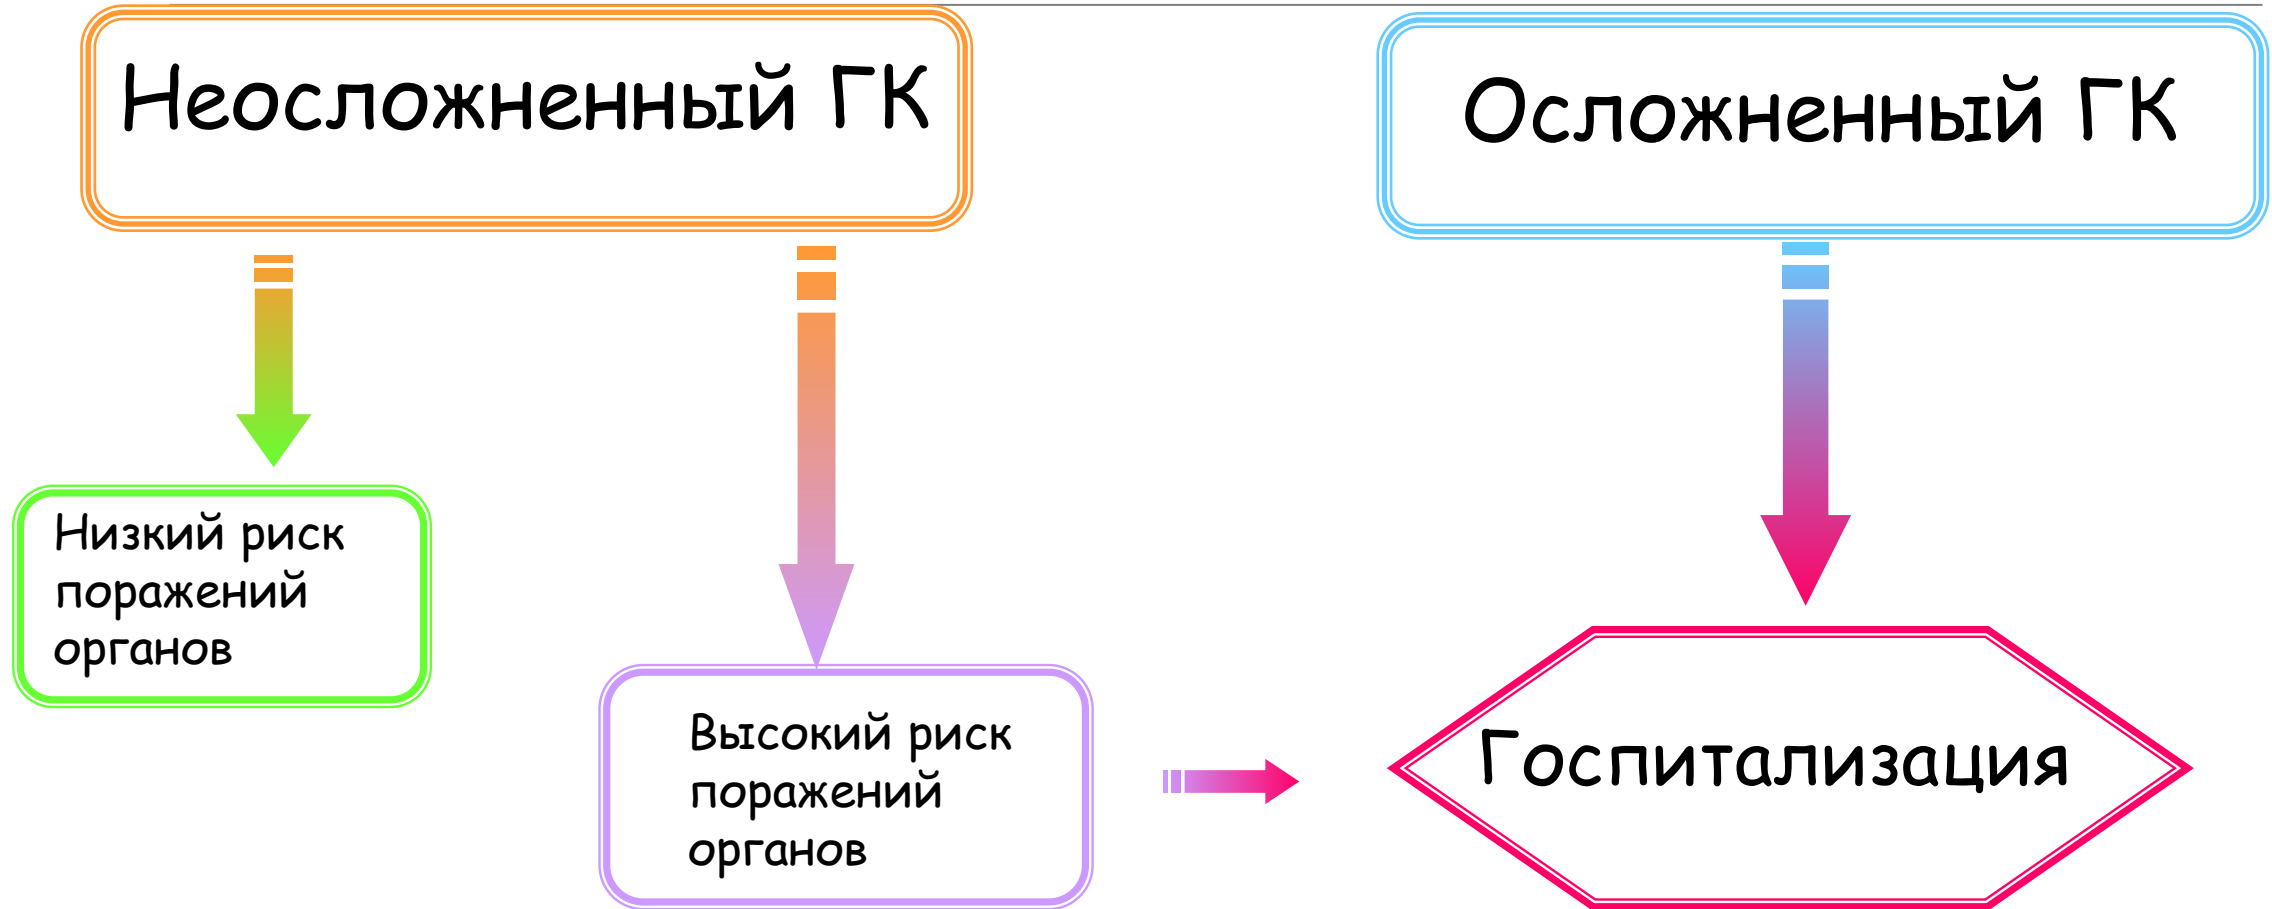 Неосложненный ГК
Осложненный ГК
Низкий риск
поражений
органов
Высокий риск
поражений
органов
Госпитализация